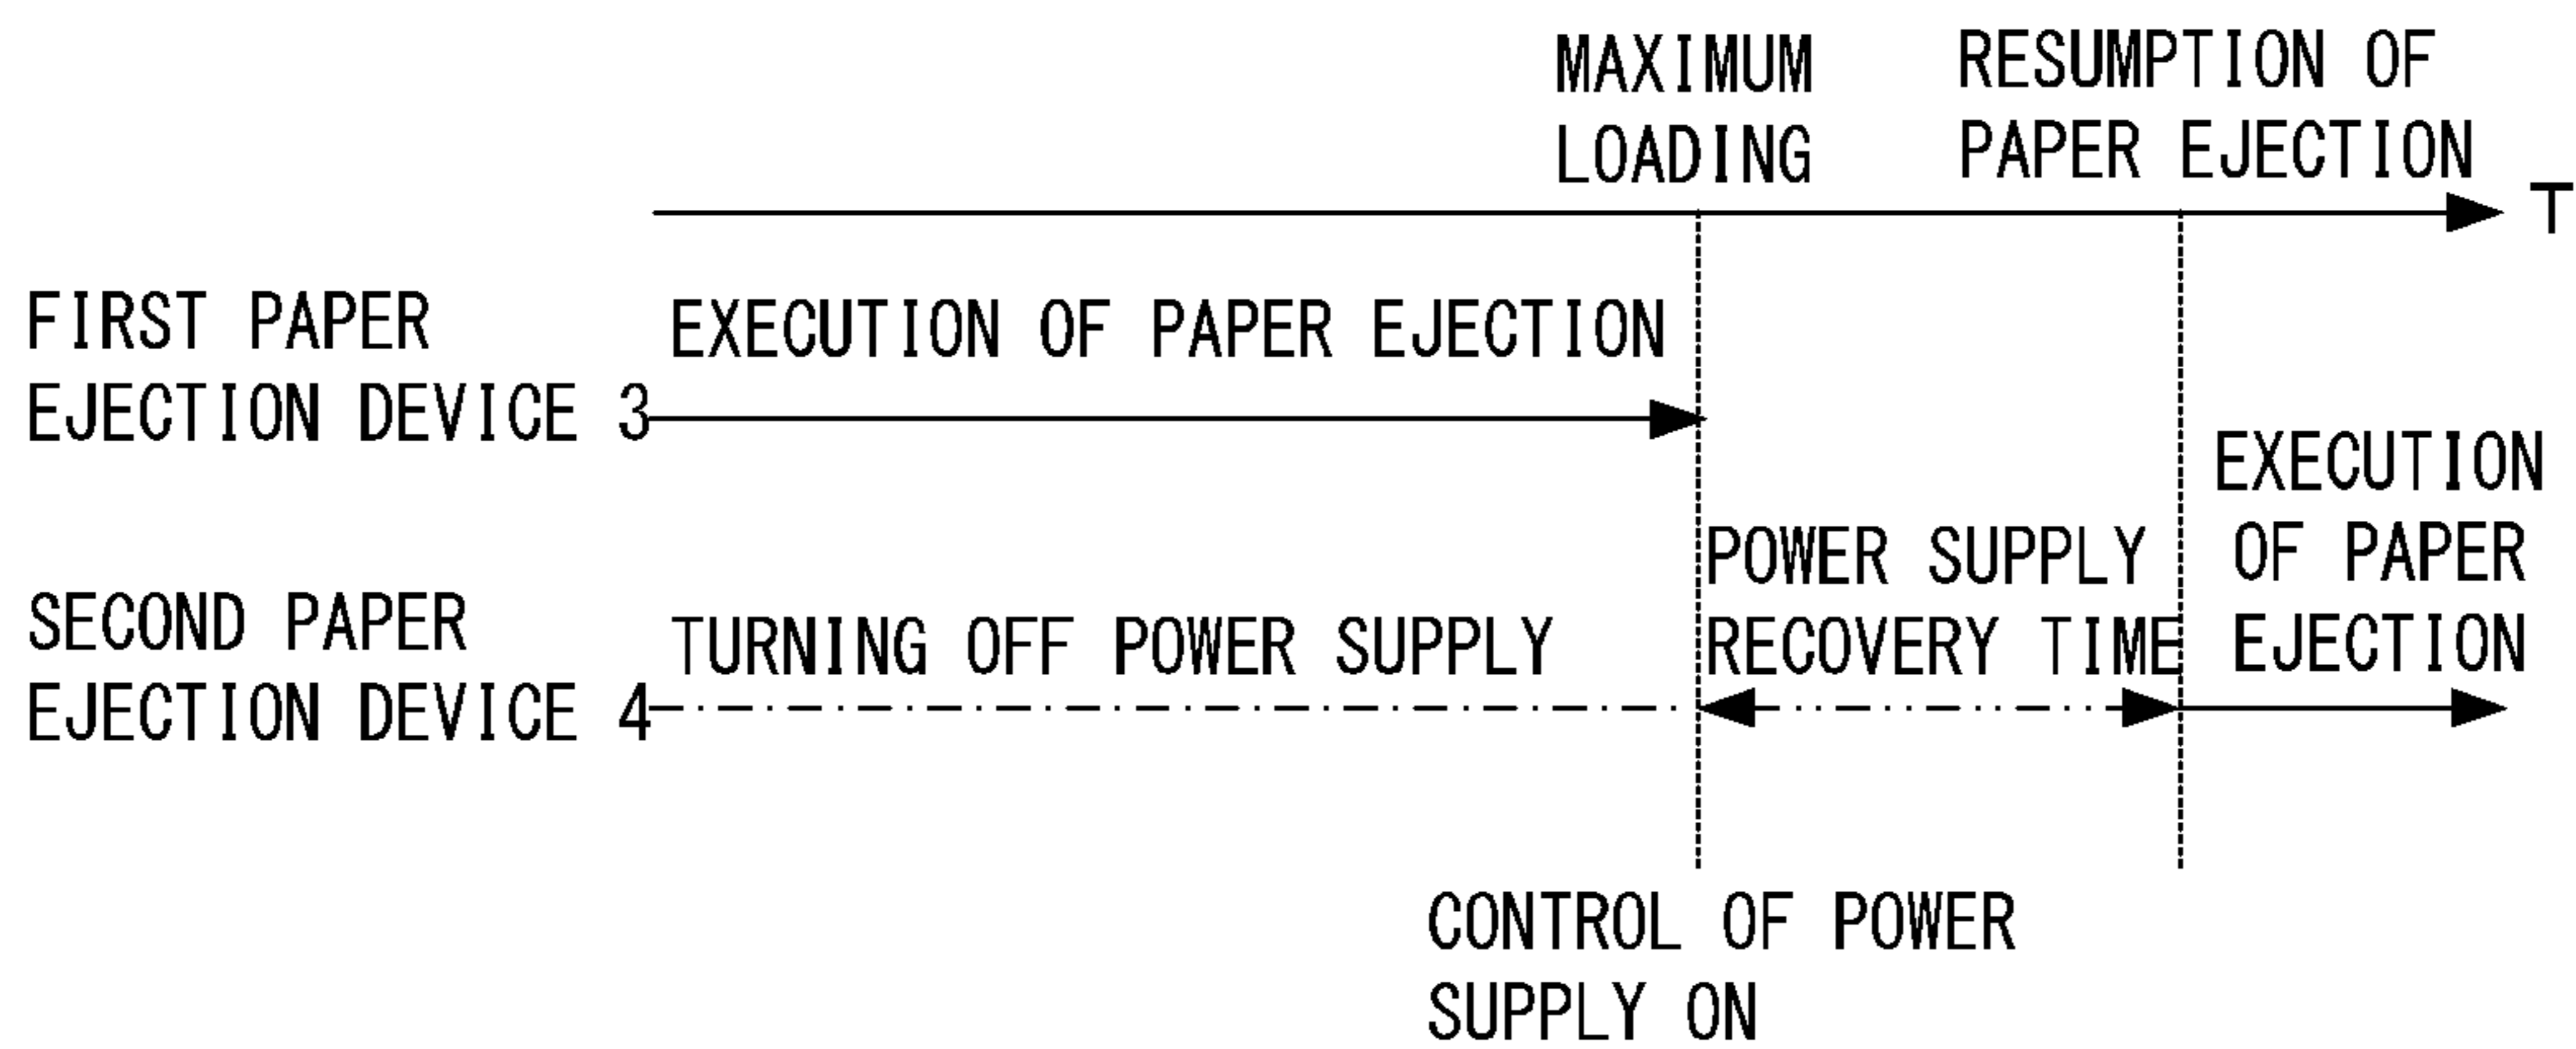 MAXIMUM
LOADING
RESUMPTION OF
PAPER EJECTION
T
FIRST PAPER
EJECTION DEVICE 3
EXECUTION OF PAPER EJECTION
SECOND PAPER
EJECTION DEVICE 4
TURNING OFF POWER SUPPLY
POWER SUPPLY
RECOVERY TIME
EXECUTION
OF PAPER
EJECTION
CONTROL OF POWER
SUPPLY ON